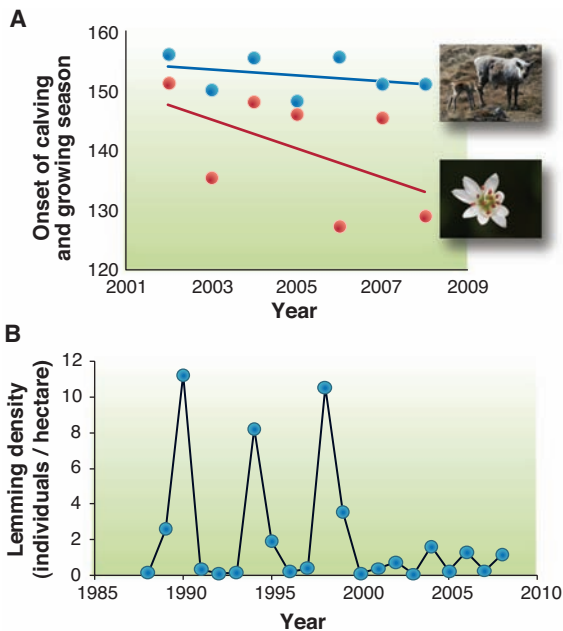 A
160
150
140
130
120
Onset of calving
and growing season
2001 2003 2005 2007 2009
Year
B
12
10
8
6
4
2
0
Lemming density
(individuals / hectare)
1985 1990 1995 2000 2005 2010
Year